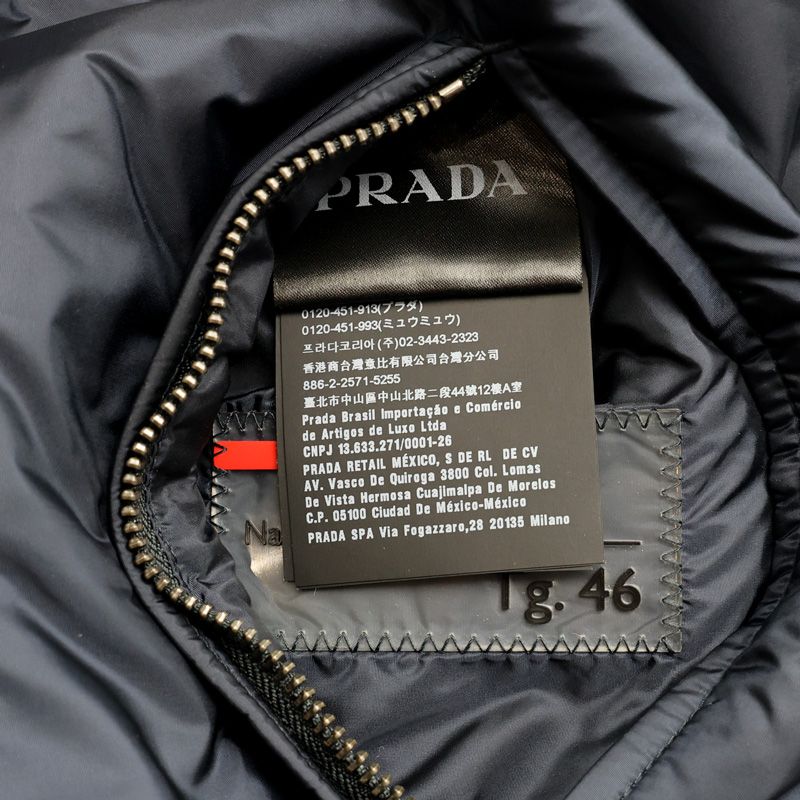 PRADA
0120-451-913(プラダ)
0120-451-993(ミュウミュウ)
프라다코리아(주)02-3443-2323
香港商台灣壹比有限公司台灣分公司
886-2-2571-5255
臺北市中山區中山北路二段44號12樓A室
Prada Brasil Importação e Comércio
de Artigos de Luxo Ltda
CNPJ 13.633.271/0001-26
PRADA RETAIL MÉXICO, S DE RL DE CV
AV. Vasco De Quiroga 3800 Col. Lomas
De Vista Hermosa Cuajimalpa De Morelos
C.P. 05100 Ciudad De México-México
PRADA SPA Via Fogazzaro,28 20135 Milano
Na
Tg. 46